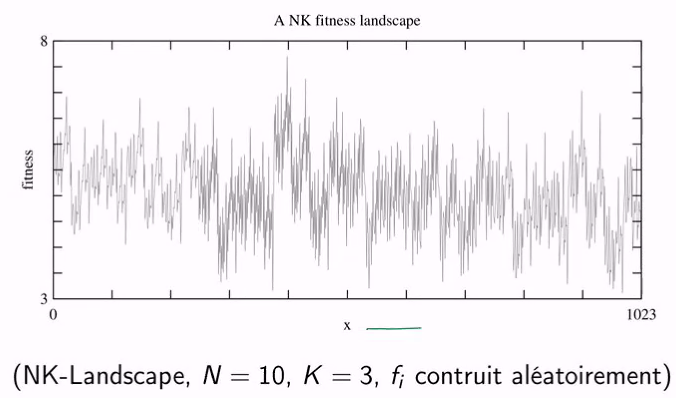 A NK fitness landscape
8
fitness
3
0
1023
x
(NK-Landscape, N = 10, K = 3, fi contruit aléatoirement)